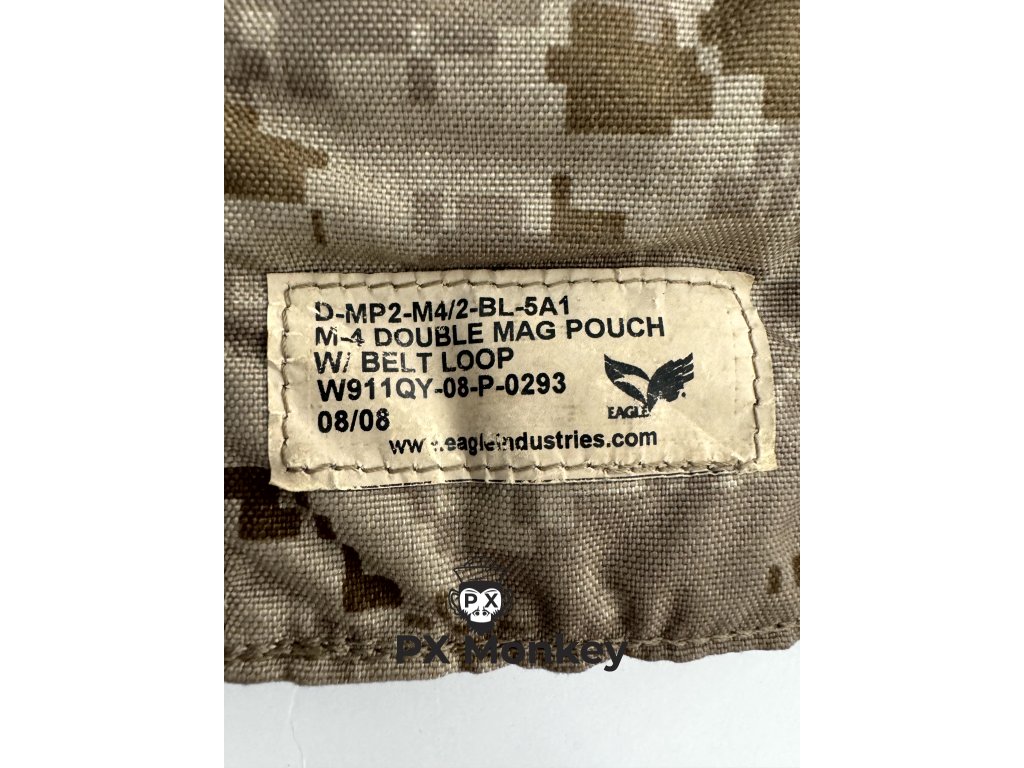 D-MP2-M4/2-BL-5A1
M-4 DOUBLE MAG POUCH
W/ BELT LOOP
W911QY-08-P-0293
EAGLE
08/08
www.eagleindustries.com
PX
PX Monkey